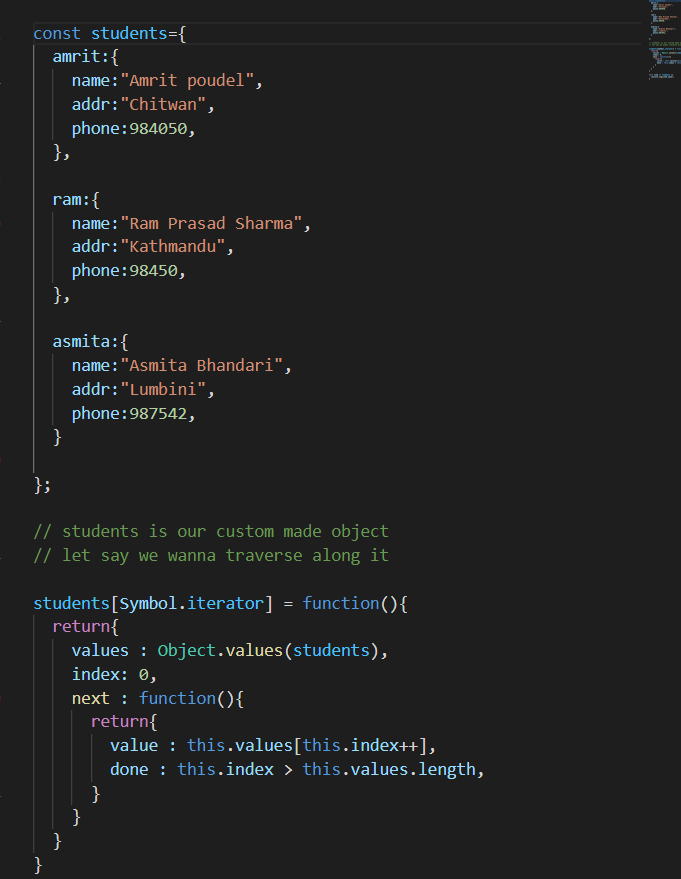 const students={
amrit:{
name:"Amrit poudel",
addr:"Chitwan",
phone:984050,
},
ram:{
name:"Ram Prasad Sharma",
addr:"Kathmandu",
phone:98450,
},
asmita:{
name:"Asmita Bhandari",
addr:"Lumbini",
phone:987542,
}
};
// students is our custom made object
// let say we wanna traverse along it
students[Symbol.iterator] = function(){
return{
values : Object.values(students),
index: 0,
next : function(){
return{
value : this.values[this.index++],
done : this.index > this.values.length,
}
}
}
}